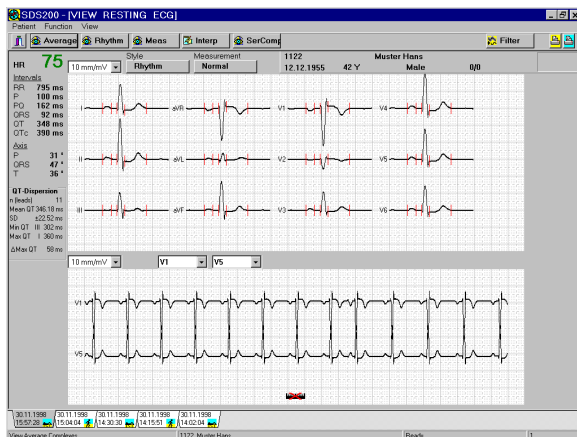 SDS200 - [VIEW RESTING ECG]
Patient Function View
Average Rhythm Meas Interp SerComp Filter
HR 75
10 mm/mV
Style
Rhythm
Measurement
Normal
1122 Muster Hans
12.12.1955 42 Y Male 0/0
Intervals
RR 795 ms
P 100 ms
PQ 162 ms
QRS 92 ms
QT 348 ms
QTc 390 ms
Axis
P 31 °
QRS 47 °
T 36 °
QT-Dispersion
n (leads) 11
Mean QT 346.18 ms
SD ±22.52 ms
Min QT III 302 ms
Max QT I 360 ms
ΔMax QT 58 ms
I aVR V1 V4
II aVL V2 V5
III aVF V3 V6
10 mm/mV V1 V5
V1
V5
30.11.1998 30.11.1998 30.11.1998 30.11.1998 30.11.1998
15:57:28 15:04:04 14:30:30 14:15:51 14:02:04
View Average Complexes 1122 Muster Hans Ready 1